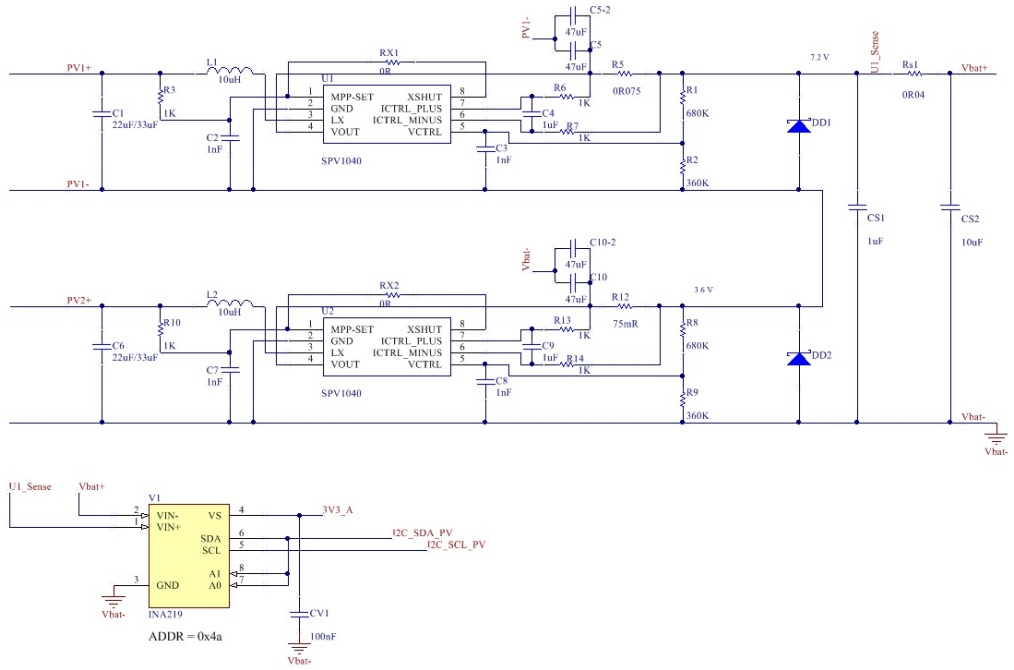 C5-2
47uF
PV1-
C5
47uF
7.2 V
U1_Sense
PV1+
L1
10uH
RX1
0R
R5
0R075
Rs1
0R04
Vbat+
R3
1K
C1
22uF/33uF
C2
1nF
U1
1 MPP-SET XSHUT 8
2 GND ICTRL_PLUS 7
3 LX ICTRL_MINUS 6
4 VOUT VCTRL 5
SPV1040
R6
1K
C4
1uF
R7
1K
C3
1nF
R1
680K
R2
360K
DD1
PV1-
CS1
1uF
CS2
10uF
C10-2
47uF
Vbat-
C10
47uF
3.6 V
PV2+
L2
10uH
RX2
0R
R12
75mR
R10
1K
C6
22uF/33uF
C7
1nF
U2
1 MPP-SET XSHUT 8
2 GND ICTRL_PLUS 7
3 LX ICTRL_MINUS 6
4 VOUT VCTRL 5
SPV1040
R13
1K
C9
1uF
R14
1K
C8
1nF
R8
680K
R9
360K
DD2
Vbat-
Vbat-
U1_Sense
Vbat+
V1
2 VIN- VS 4
1 VIN+
SDA 6
SCL 5
A1 8
3 GND A0 7
INA219
3V3_A
I2C_SDA_PV
I2C_SCL_PV
Vbat-
CV1
100nF
Vbat-
ADDR = 0x4a